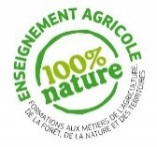 ENSEIGNEMENT AGRICOLE
100%
nature
FORMATIONS AUX MÉTIERS DE L'AGRICULTURE,
DE LA FORÊT, DE LA NATURE ET DES TERRITOIRES